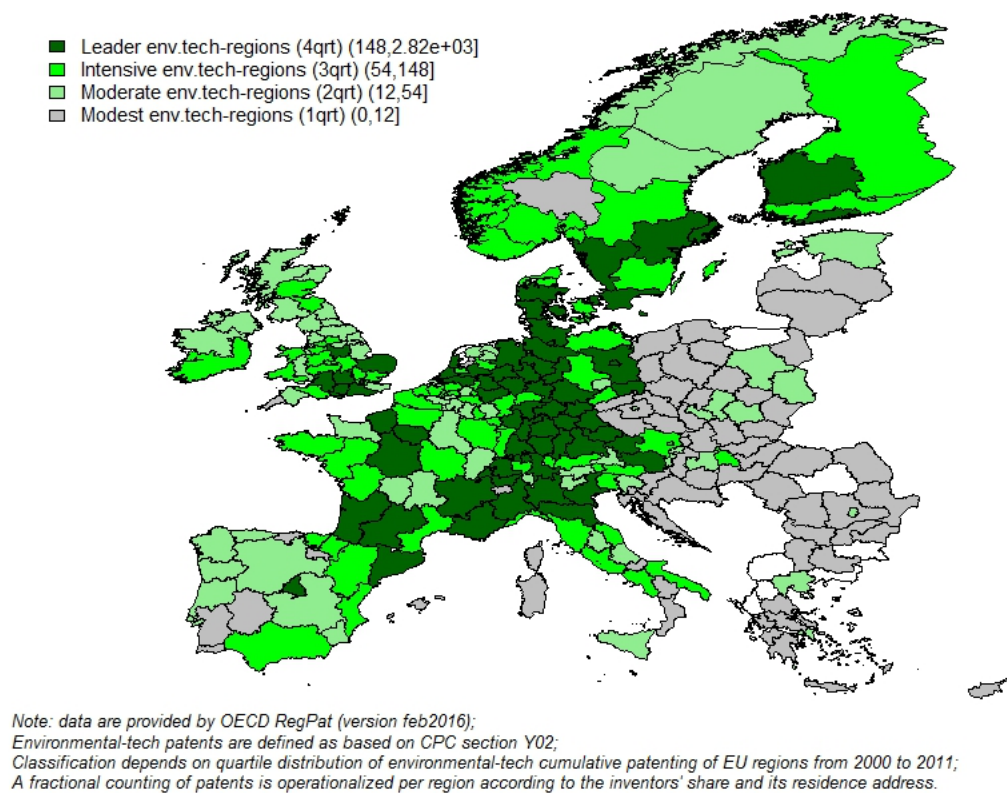 Leader env.tech-regions (4qrt) (148,2.82e+03]
Intensive env.tech-regions (3qrt) (54,148]
Moderate env.tech-regions (2qrt) (12,54]
Modest env.tech-regions (1qrt) (0,12]
Note: data are provided by OECD RegPat (version feb2016);
Environmental-tech patents are defined as based on CPC section Y02;
Classification depends on quartile distribution of environmental-tech cumulative patenting of EU regions from 2000 to 2011;
A fractional counting of patents is operationalized per region according to the inventors' share and its residence address.